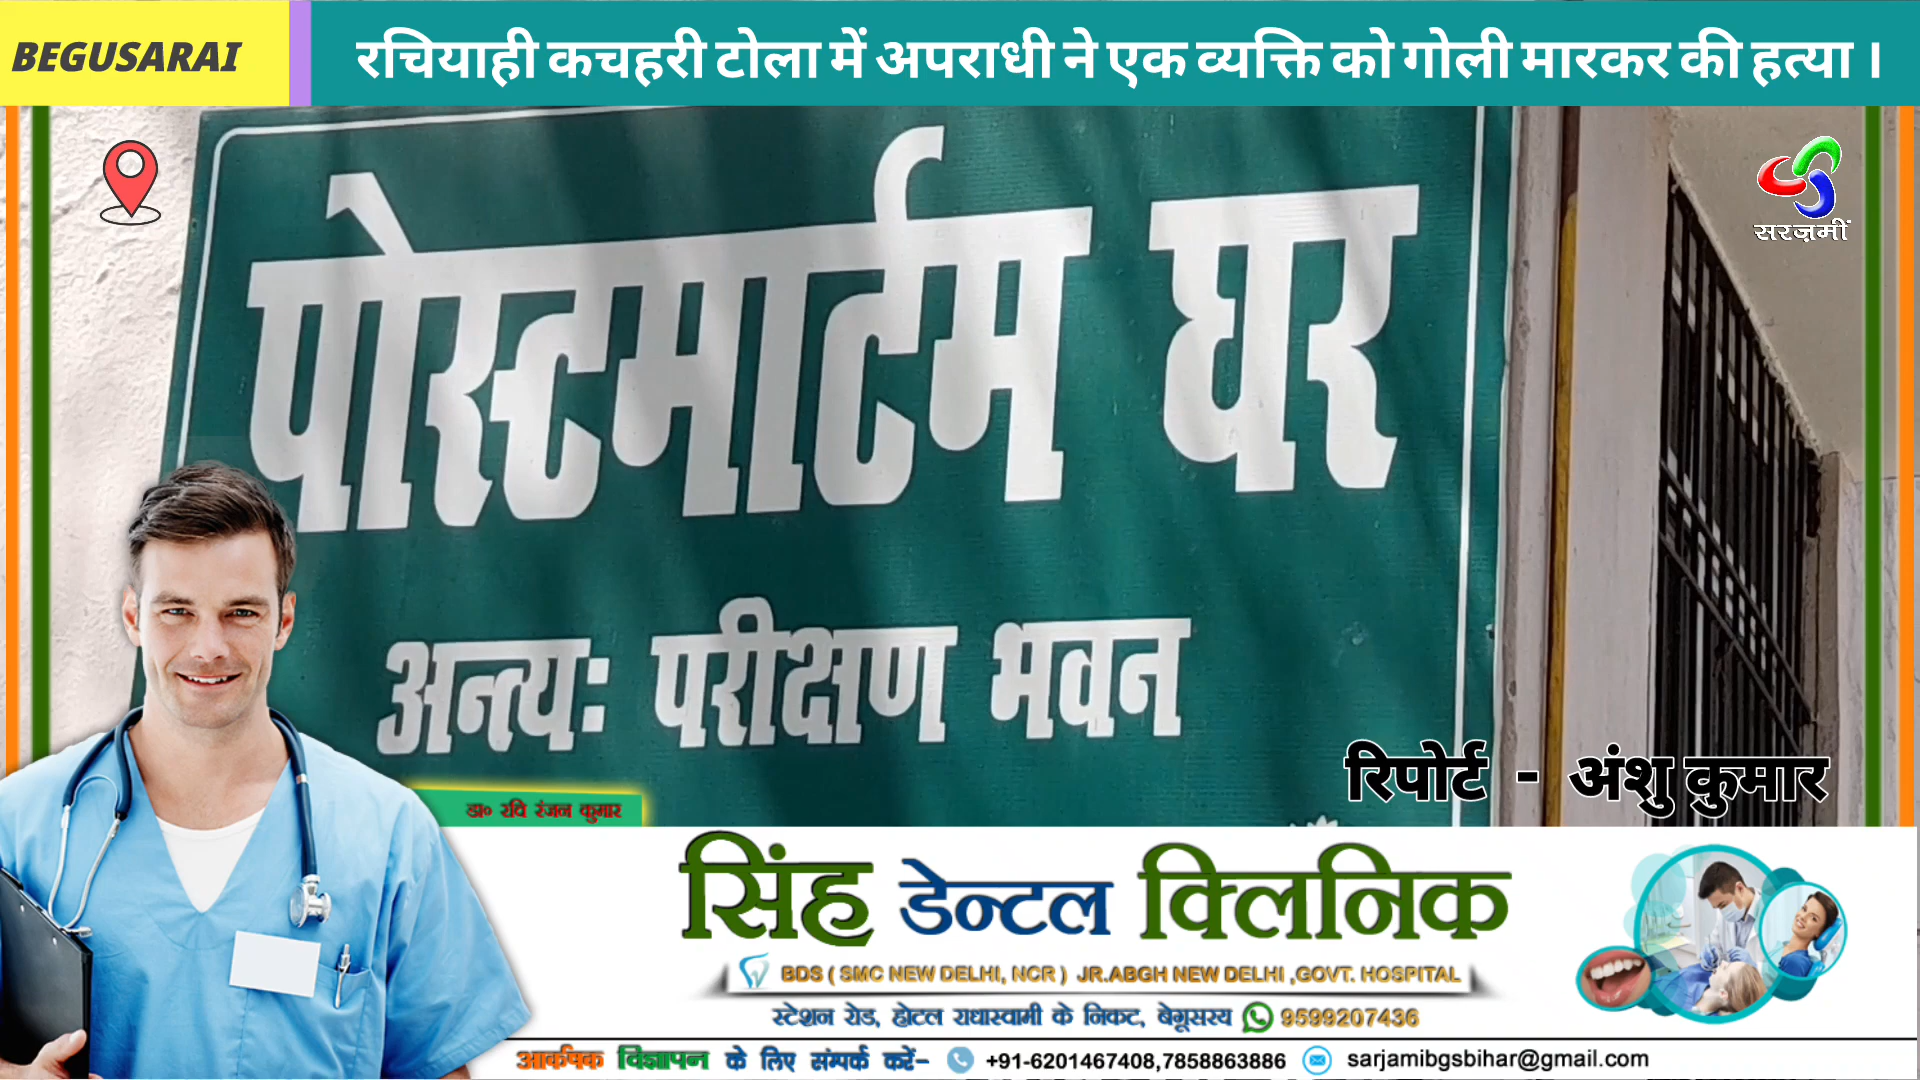 BEGUSARAI
रचियाही कचहरी टोला में अपराधी ने एक व्यक्ति को गोली मारकर की हत्या ।
सरज़मीं
पोस्टमार्टम घर
अन्त्यः परीक्षण भवन
रिपोर्ट - अंशु कुमार
डा० रवि रंजन कुमार
सिंह डेन्टल क्लिनिक
BDS ( SMC NEW DELHI, NCR ) JR.ABGH NEW DELHI ,GOVT. HOSPITAL
स्टेशन रोड, होटल राधास्वामी के निकट, बेगूसराय 9599207436
आर्कषक विज्ञापन के लिए संम्पर्क करें- +91-6201467408,7858863886 sarjamibgsbihar@gmail.com